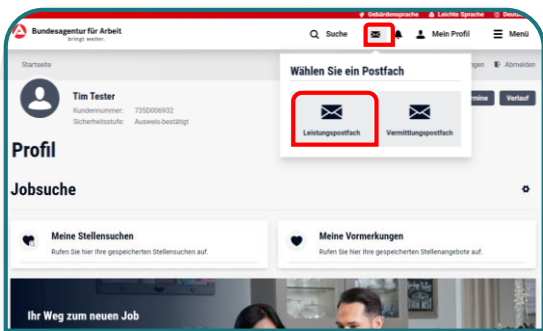 Gebärdensprache Leichte Sprache
Bundesagentur für Arbeit
bringt weiter.
Suche Mein Profil Menü
Startseite
Abmelden
Wählen Sie ein Postfach
Leistungspostfach Vermittlungspostfach
Verlauf
Tim Tester
Kundennummer: 735D006932
Sicherheitsstufe: Ausweis-bestätigt
Profil
Jobsuche
Meine Stellensuchen
Rufen Sie hier Ihre gespeicherten Stellensuchen auf.
Meine Vormerkungen
Rufen Sie hier Ihre gespeicherten Stellenangebote auf.
Ihr Weg zum neuen Job